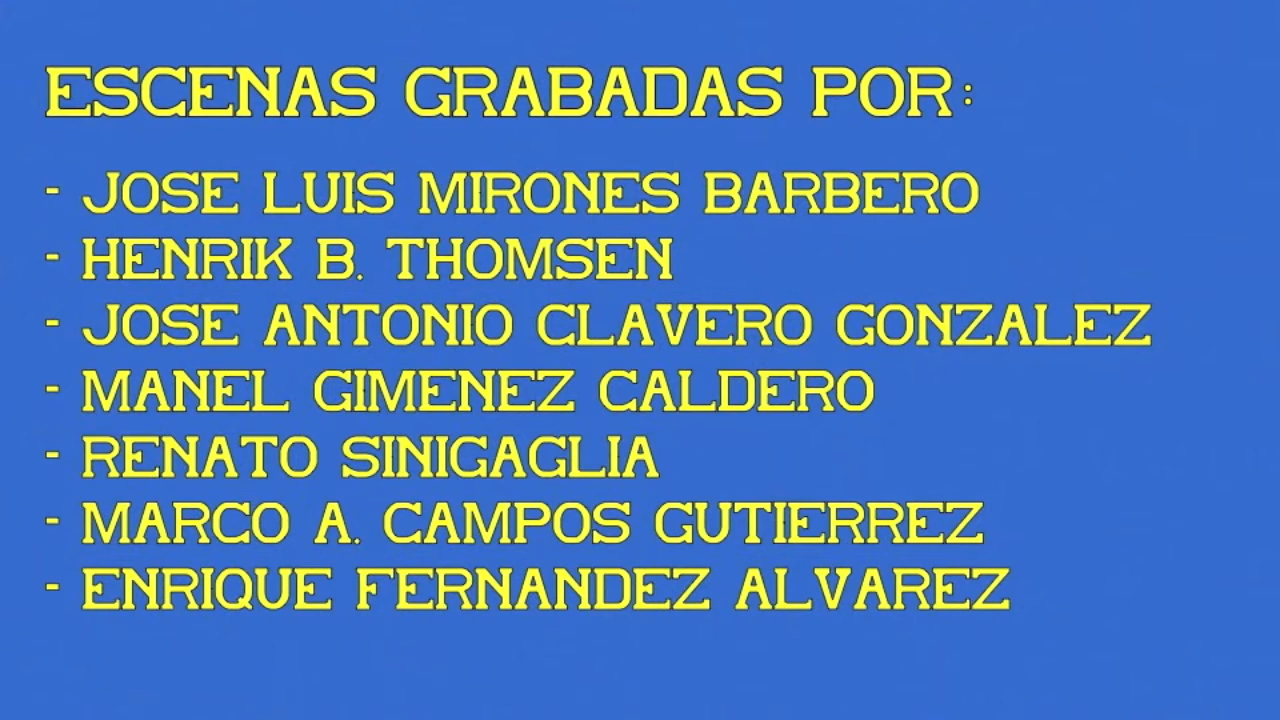 ESCENAS GRABADAS POR:
- JOSE LUIS MIRONES BARBERO
- HENRIK B. THOMSEN
- JOSE ANTONIO CLAVERO GONZALEZ
- MANEL GIMENEZ CALDERO
- RENATO SINIGAGLIA
- MARCO A. CAMPOS GUTIERREZ
- ENRIQUE FERNANDEZ ALVAREZ